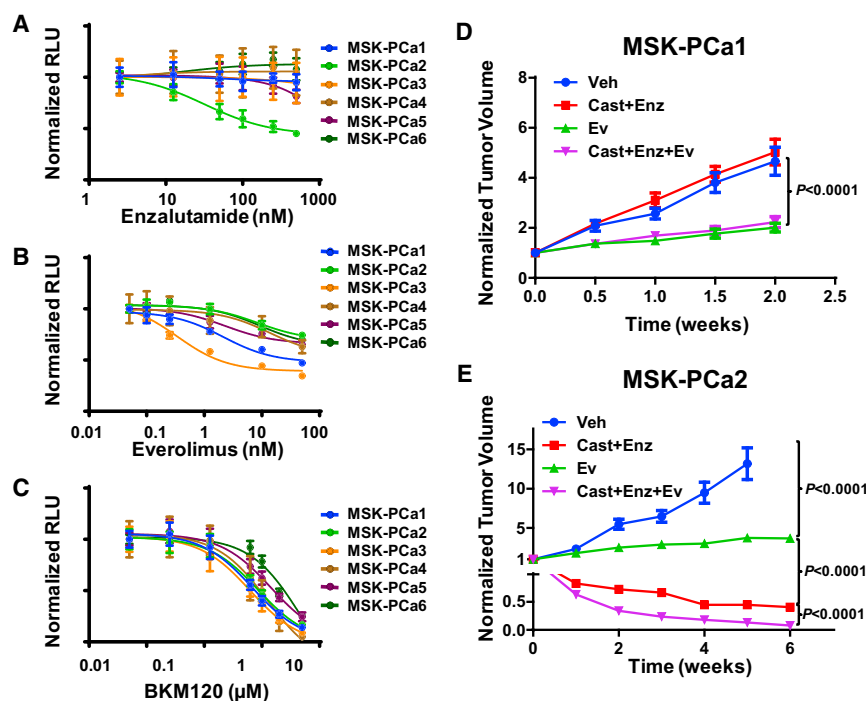 A
Normalized RLU
MSK-PCa1
MSK-PCa2
MSK-PCa3
MSK-PCa4
MSK-PCa5
MSK-PCa6
1 10 100 1000
Enzalutamide (nM)
B
Normalized RLU
MSK-PCa1
MSK-PCa2
MSK-PCa3
MSK-PCa4
MSK-PCa5
MSK-PCa6
0.01 0.1 1 10 100
Everolimus (nM)
C
Normalized RLU
MSK-PCa1
MSK-PCa2
MSK-PCa3
MSK-PCa4
MSK-PCa5
MSK-PCa6
0.01 0.1 1 10
BKM120 (µM)
D
MSK-PCa1
Normalized Tumor Volume
8
6
4
2
0
Veh
Cast+Enz
Ev
Cast+Enz+Ev
P<0.0001
0.0 0.5 1.0 1.5 2.0 2.5
Time (weeks)
E
MSK-PCa2
Normalized Tumor Volume
15
10
5
1
0.5
0.0
Veh
Cast+Enz
Ev
Cast+Enz+Ev
P<0.0001
P<0.0001
P<0.0001
0 2 4 6
Time (weeks)